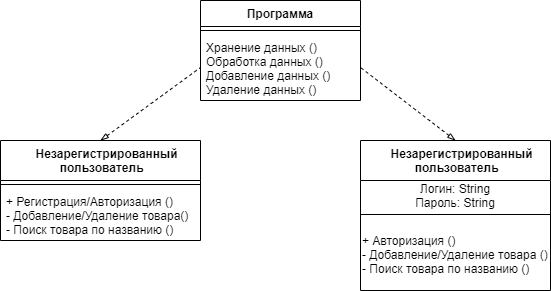 Программа
Хранение данных ()
Обработка данных ()
Добавление данных ()
Удаление данных ()
Незарегистрированный
пользователь
+ Регистрация/Авторизация ()
- Добавление/Удаление товара()
- Поиск товара по названию ()
Незарегистрированный
пользователь
Логин: String
Пароль: String
+ Авторизация ()
- Добавление/Удаление товара ()
- Поиск товара по названию ()